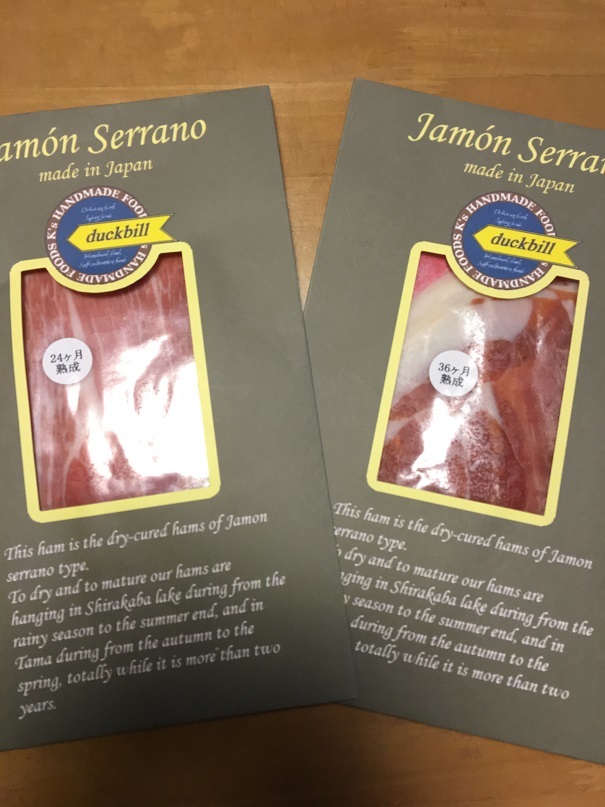 amón Serrano
made in Japan
K's HANDMADE FOODS
duckbill
24ヶ月
熟成
This ham is the dry-cured hams of Jamon
serrano type.
To dry and to mature our hams are
hanging in Shirakaba lake during from the
rainy season to the summer end, and in
Tama during from the autumn to the
spring, totally while it is more than two
years.
Jamón Serran
made in Japan
K's HANDMADE FOOD
duckbill
36ヶ月
熟成
This ham is the dry-cured hams of Jamon
errano type.
dry and to mature our hams are
ging in Shirakaba lake during from the
y season to the summer end, and in
during from the autumn to the
totally while it is more than two